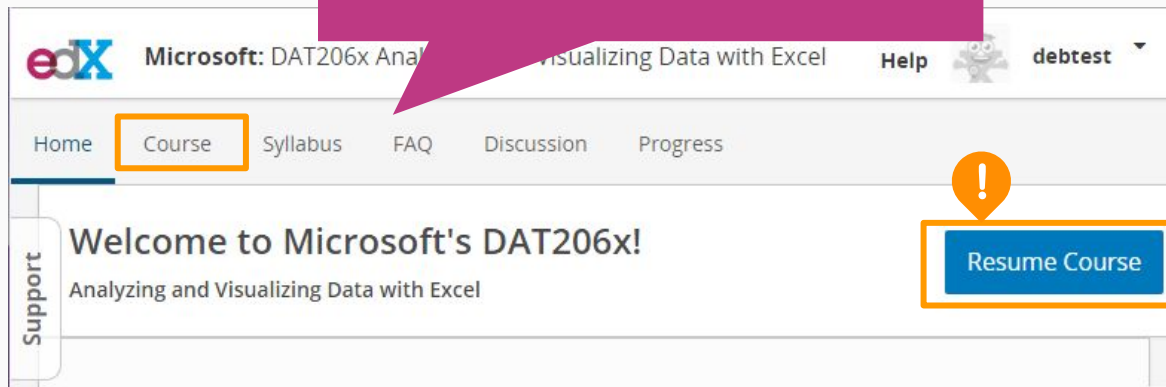 edX
Microsoft: DAT206x Ana Visualizing Data with Excel
Help
debtest
Home Course Syllabus FAQ Discussion Progress
!
Welcome to Microsoft's DAT206x!
Resume Course
Analyzing and Visualizing Data with Excel
Support